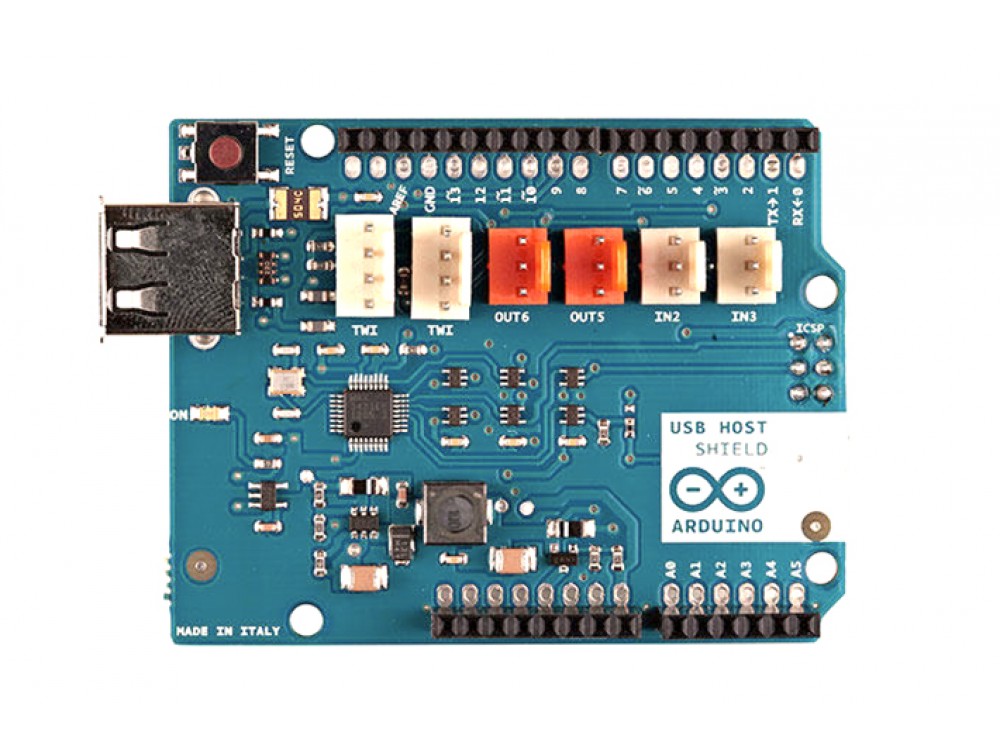 RESET
504C
AREF
GND
~13
12
~11
~10
~9
8
7
~6
5
4
~3
2
TX→1
RX←0
TWI
TWI
OUT6
OUT5
IN2
IN3
ICSP
ON
USB HOST
SHIELD
ARDUINO
A0
A1
A2
A3
A4
A5
MADE IN ITALY